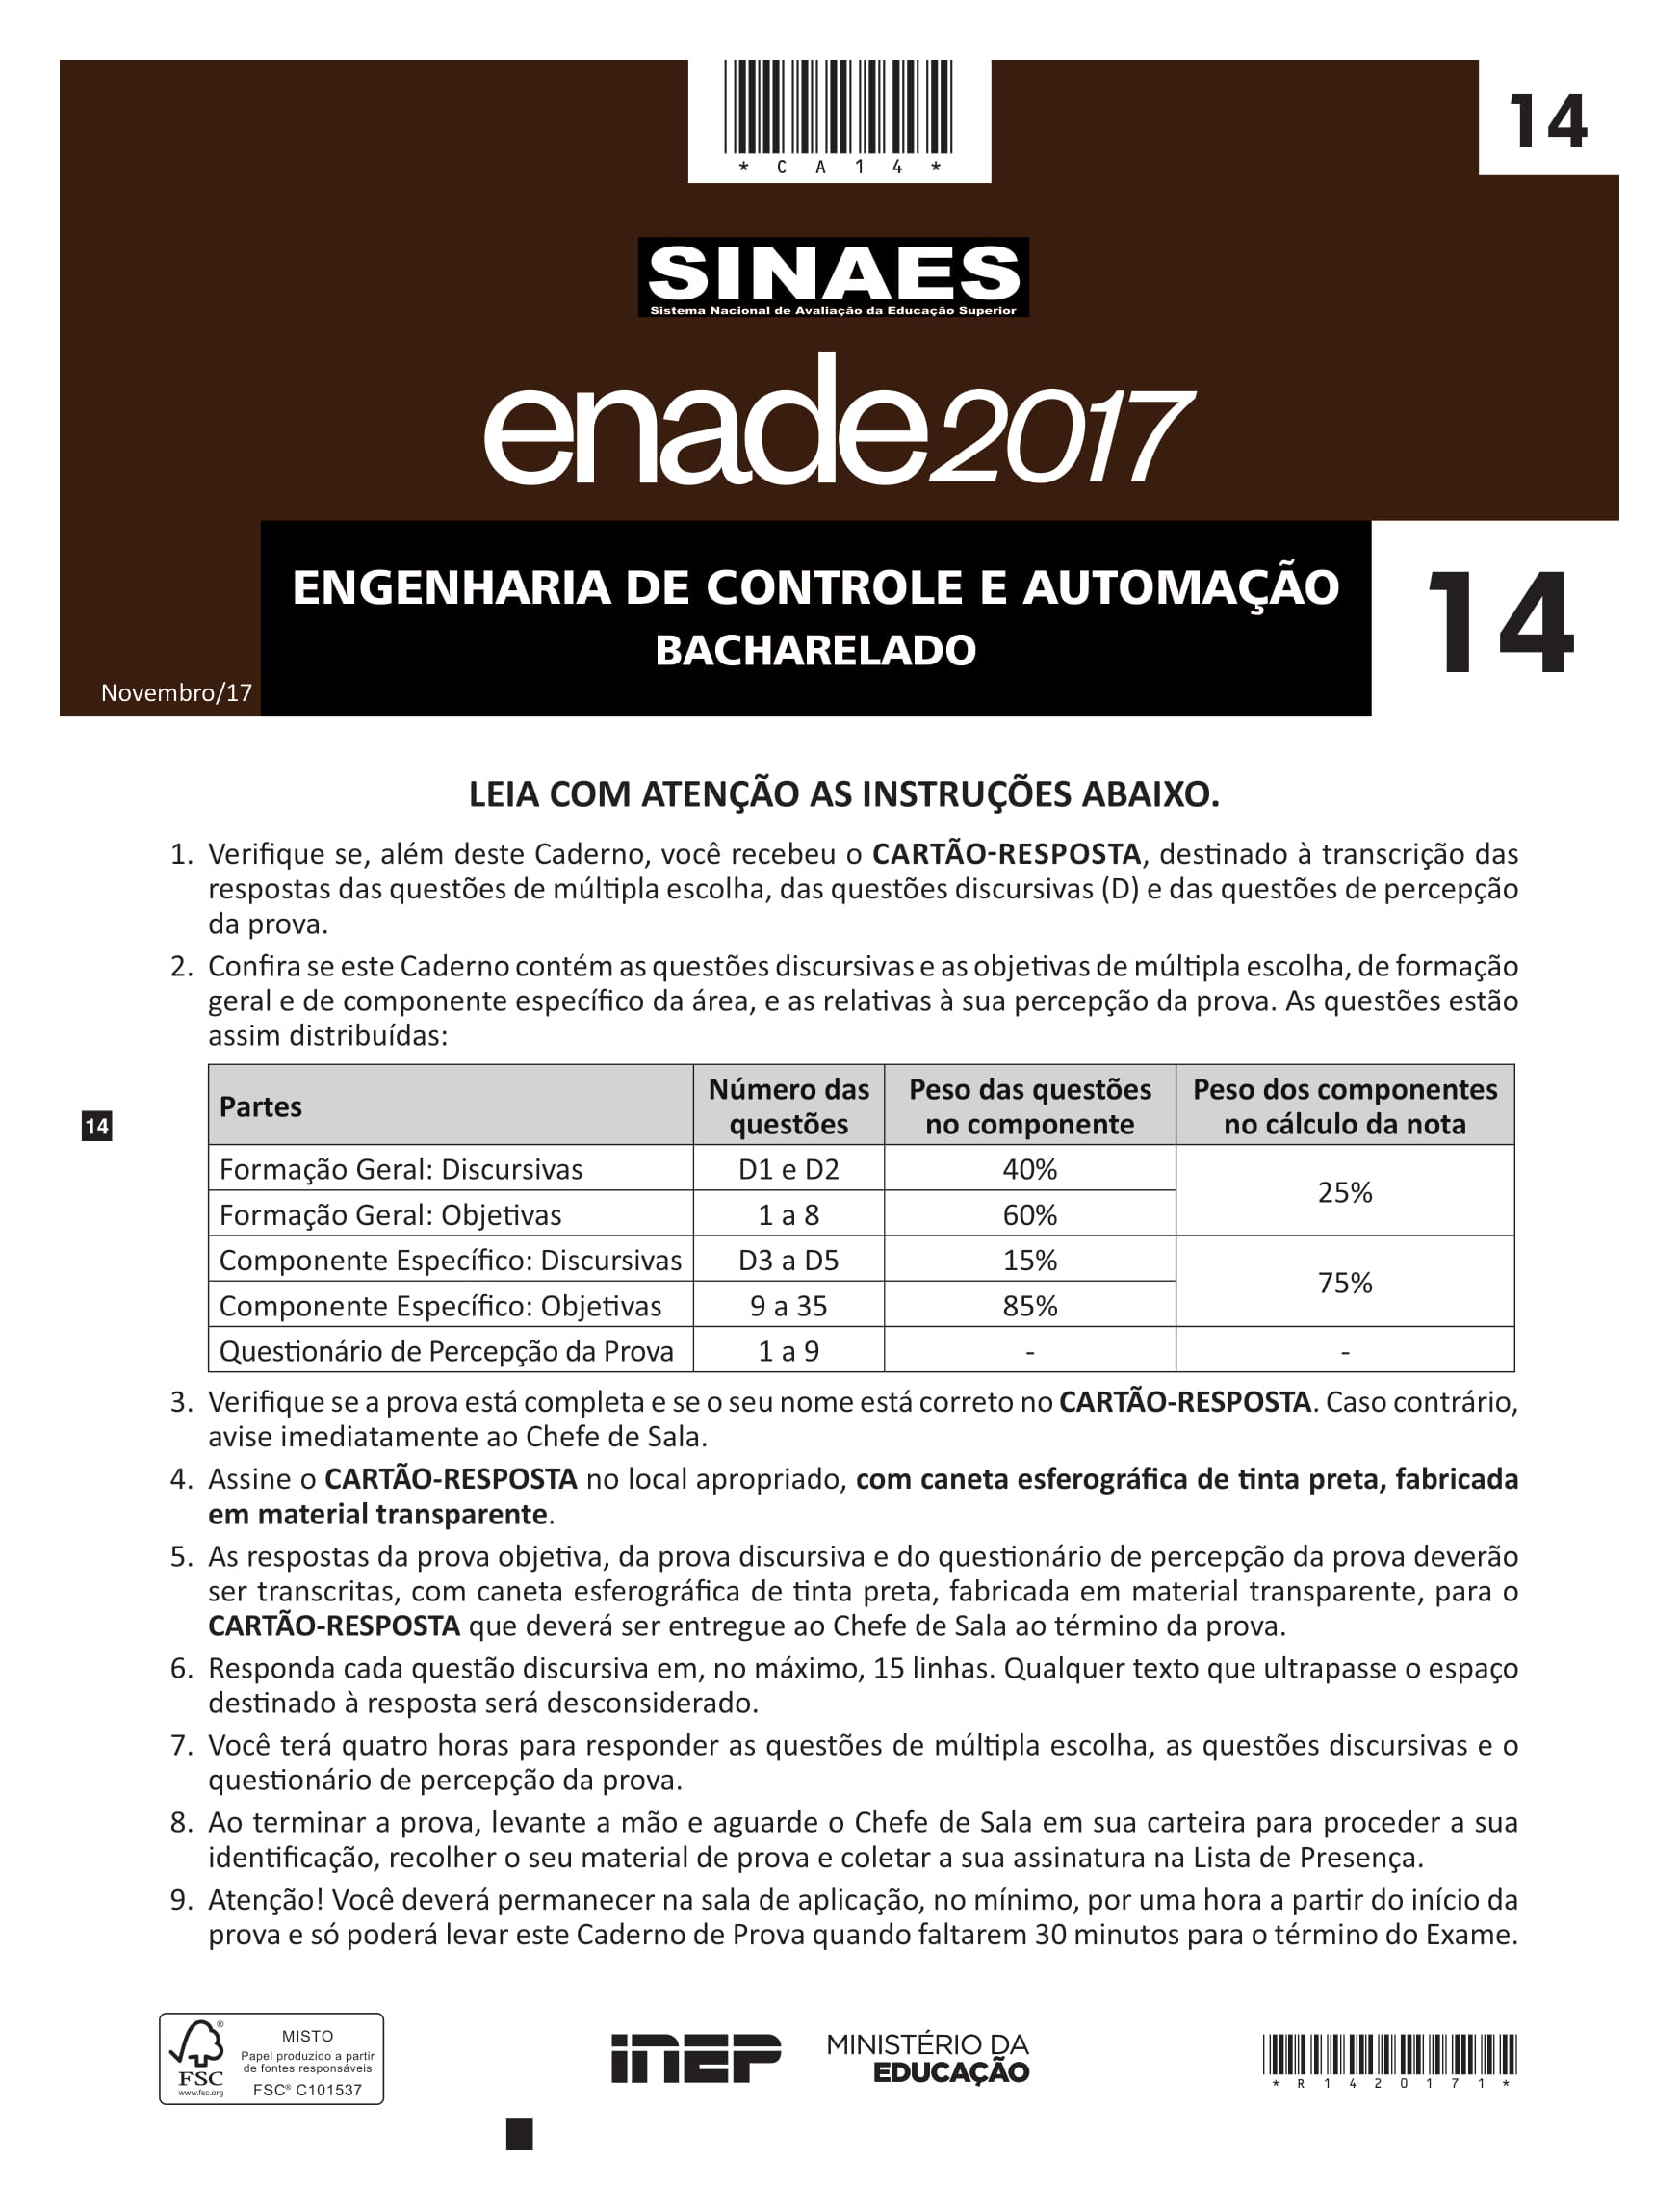 *CA14*
14
SINAES
Sistema Nacional de Avaliação da Educação Superior
enade2017
ENGENHARIA DE CONTROLE E AUTOMAÇÃO
BACHARELADO
14
Novembro/17
LEIA COM ATENÇÃO AS INSTRUÇÕES ABAIXO.
1. Verifique se, além deste Caderno, você recebeu o CARTÃO-RESPOSTA, destinado à transcrição das
respostas das questões de múltipla escolha, das questões discursivas (D) e das questões de percepção
da prova.
2. Confira se este Caderno contém as questões discursivas e as objetivas de múltipla escolha, de formação
geral e de componente específico da área, e as relativas à sua percepção da prova. As questões estão
assim distribuídas:
14
Partes Número das questões Peso das questões no componente Peso dos componentes no cálculo da nota
Formação Geral: Discursivas D1 e D2 40% 25%
Formação Geral: Objetivas 1 a 8 60%
Componente Específico: Discursivas D3 a D5 15% 75%
Componente Específico: Objetivas 9 a 35 85%
Questionário de Percepção da Prova 1 a 9 - -
3. Verifique se a prova está completa e se o seu nome está correto no CARTÃO-RESPOSTA. Caso contrário,
avise imediatamente ao Chefe de Sala.
4. Assine o CARTÃO-RESPOSTA no local apropriado, com caneta esferográfica de tinta preta, fabricada
em material transparente.
5. As respostas da prova objetiva, da prova discursiva e do questionário de percepção da prova deverão
ser transcritas, com caneta esferográfica de tinta preta, fabricada em material transparente, para o
CARTÃO-RESPOSTA que deverá ser entregue ao Chefe de Sala ao término da prova.
6. Responda cada questão discursiva em, no máximo, 15 linhas. Qualquer texto que ultrapasse o espaço
destinado à resposta será desconsiderado.
7. Você terá quatro horas para responder as questões de múltipla escolha, as questões discursivas e o
questionário de percepção da prova.
8. Ao terminar a prova, levante a mão e aguarde o Chefe de Sala em sua carteira para proceder a sua
identificação, recolher o seu material de prova e coletar a sua assinatura na Lista de Presença.
9. Atenção! Você deverá permanecer na sala de aplicação, no mínimo, por uma hora a partir do início da
prova e só poderá levar este Caderno de Prova quando faltarem 30 minutos para o término do Exame.
®
FSC
www.fsc.org
MISTO
Papel produzido a partir
de fontes responsáveis
FSC® C101537
INEP
MINISTÉRIO DA
EDUCAÇÃO
*R1420171*